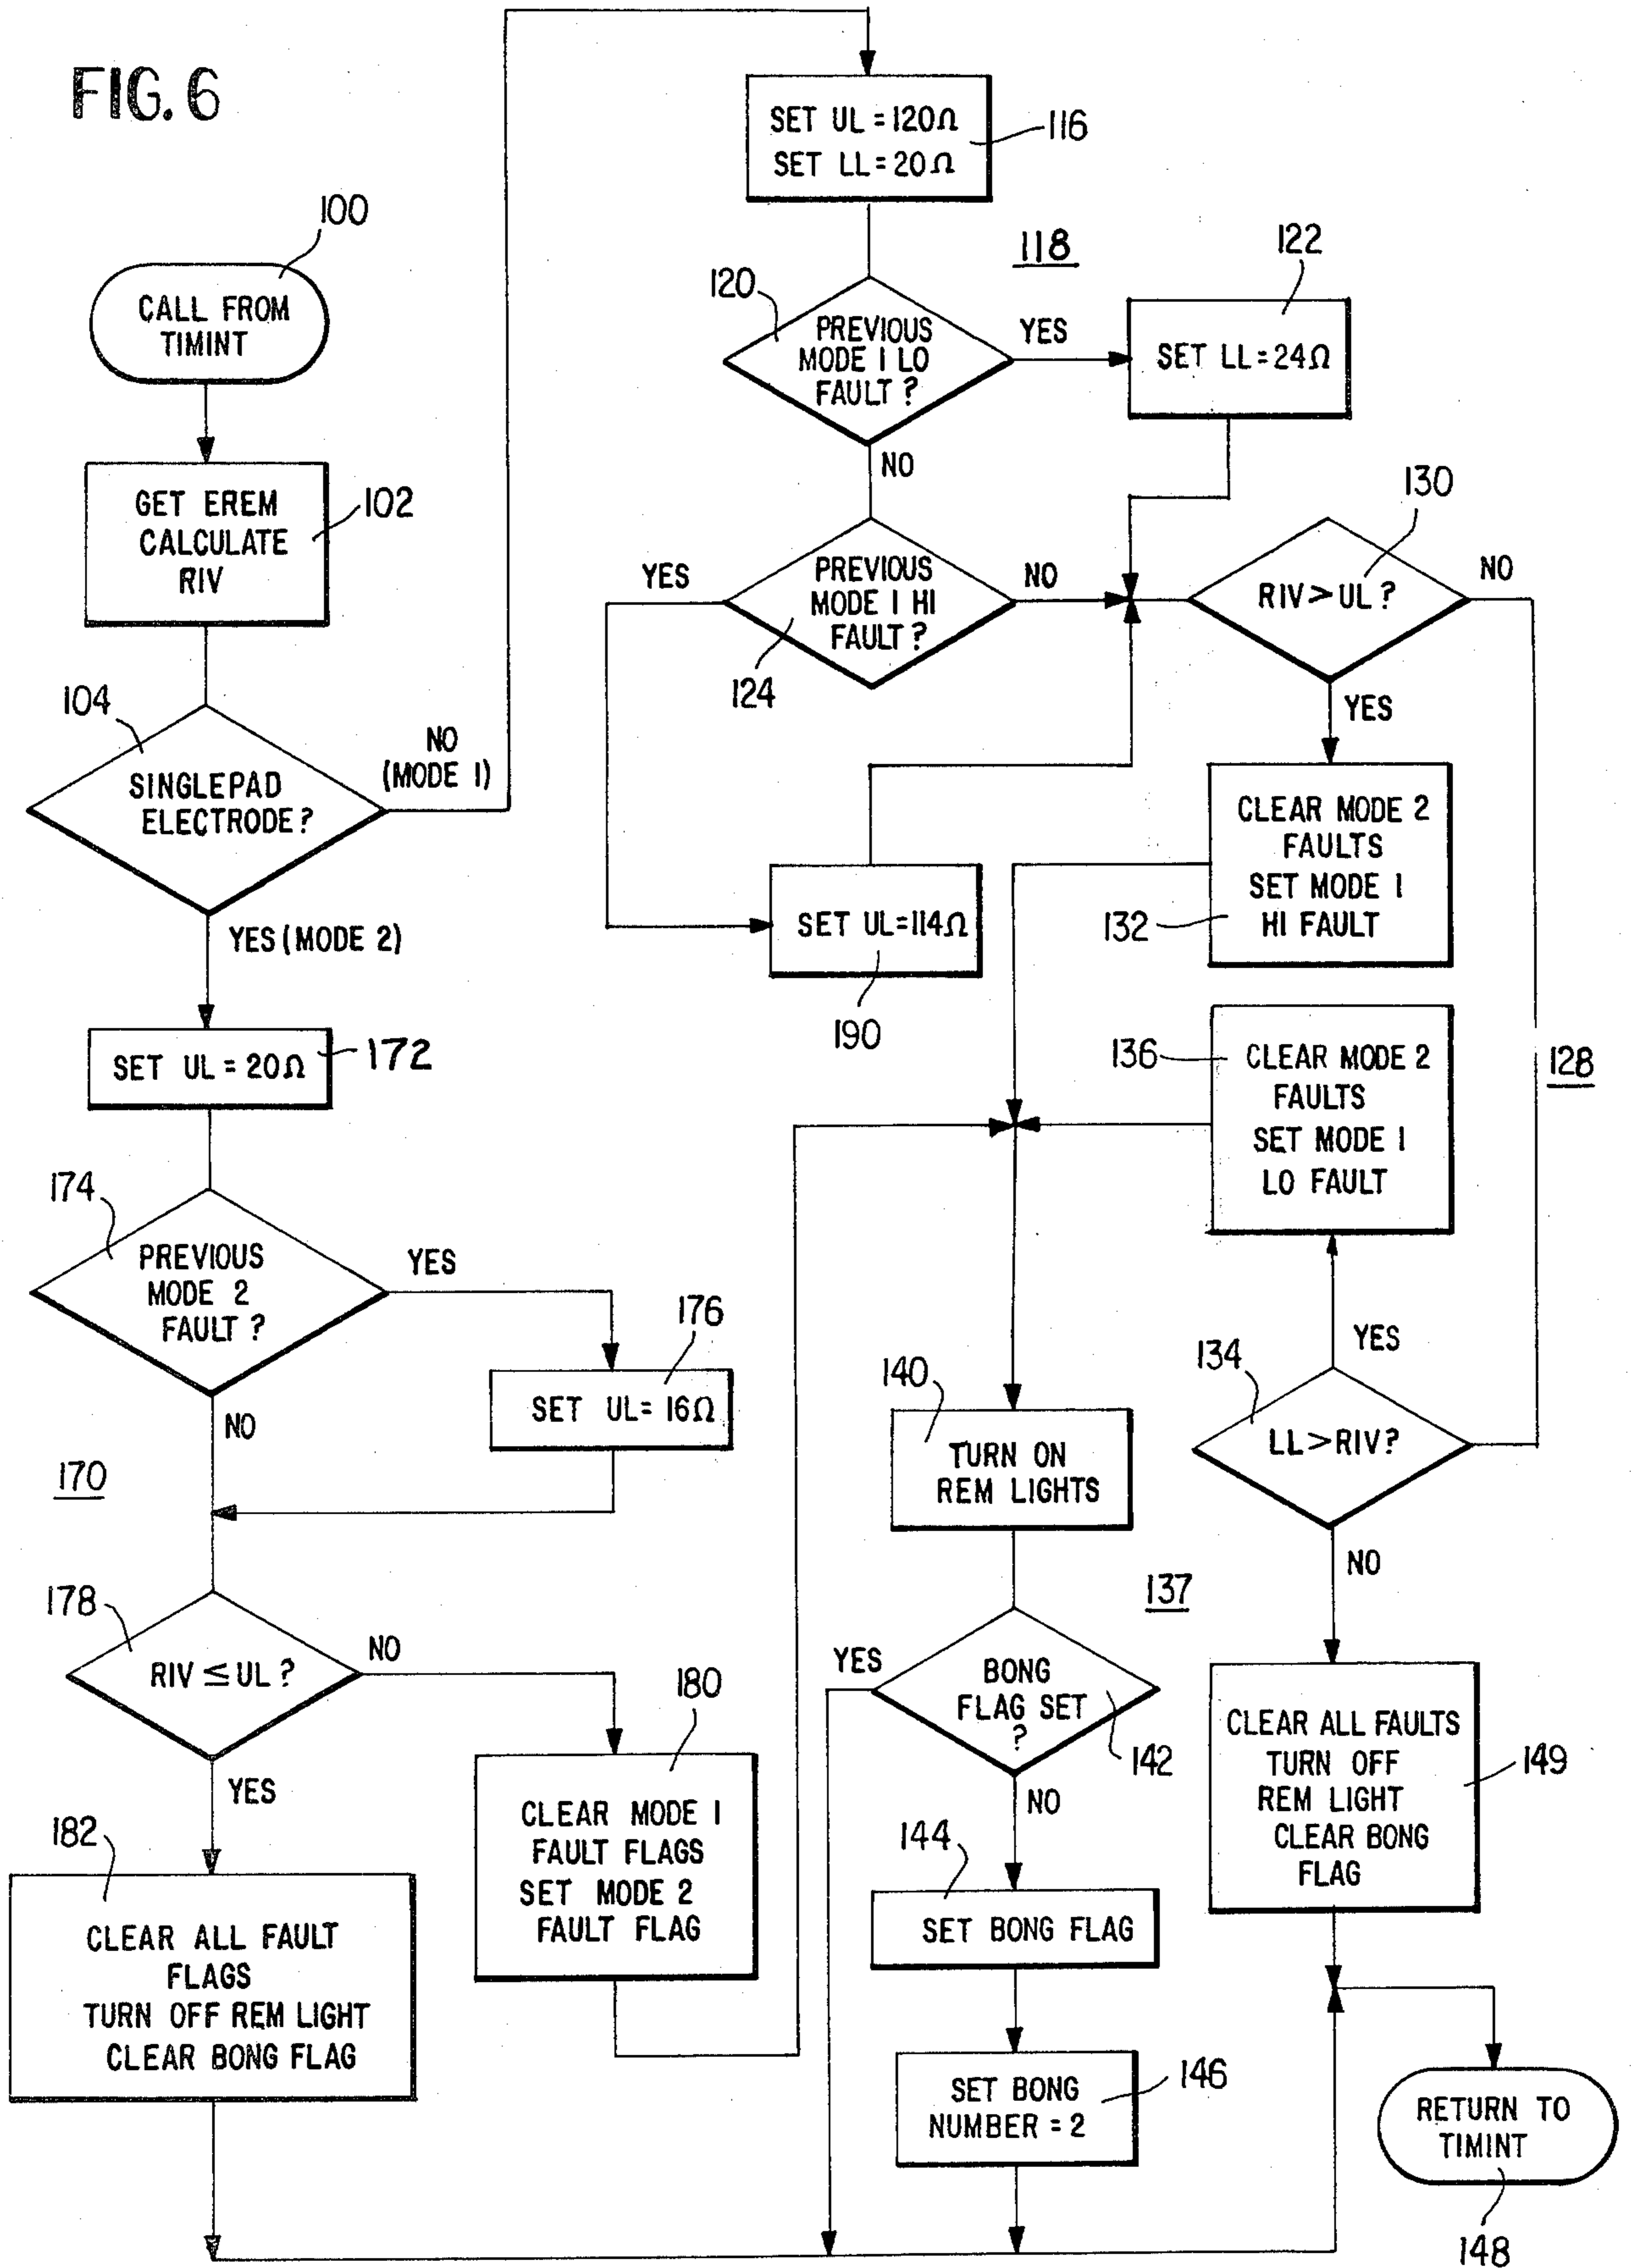 FIG. 6
100
CALL FROM
TIMINT
GET EREM
CALCULATE
RIV
102
104
SINGLEPAD
ELECTRODE?
NO
(MODE 1)
YES (MODE 2)
SET UL = 20Ω
172
174
PREVIOUS
MODE 2
FAULT ?
YES
NO
176
SET UL = 16Ω
170
178
RIV ≤ UL ?
NO
YES
180
CLEAR MODE 1
FAULT FLAGS
SET MODE 2
FAULT FLAG
182
CLEAR ALL FAULT
FLAGS
TURN OFF REM LIGHT
CLEAR BONG FLAG
SET UL = 120Ω
SET LL = 20Ω
116
118
120
PREVIOUS
MODE 1 LO
FAULT ?
YES
NO
122
SET LL = 24Ω
124
PREVIOUS
MODE 1 HI
FAULT ?
YES
NO
SET UL = 114Ω
190
130
RIV > UL ?
NO
YES
CLEAR MODE 2
FAULTS
SET MODE 1
HI FAULT
132
136
CLEAR MODE 2
FAULTS
SET MODE 1
LO FAULT
128
134
LL > RIV ?
YES
NO
140
TURN ON
REM LIGHTS
137
BONG
FLAG SET
?
142
YES
NO
144
SET BONG FLAG
SET BONG
NUMBER = 2
146
CLEAR ALL FAULTS
TURN OFF
REM LIGHT
CLEAR BONG
FLAG
149
RETURN TO
TIMINT
148